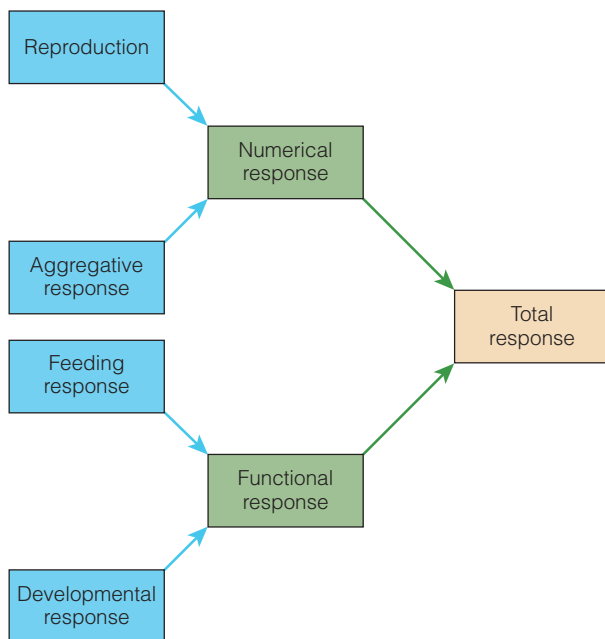 Reproduction
Numerical
response
Aggregative
response
Total
response
Feeding
response
Functional
response
Developmental
response